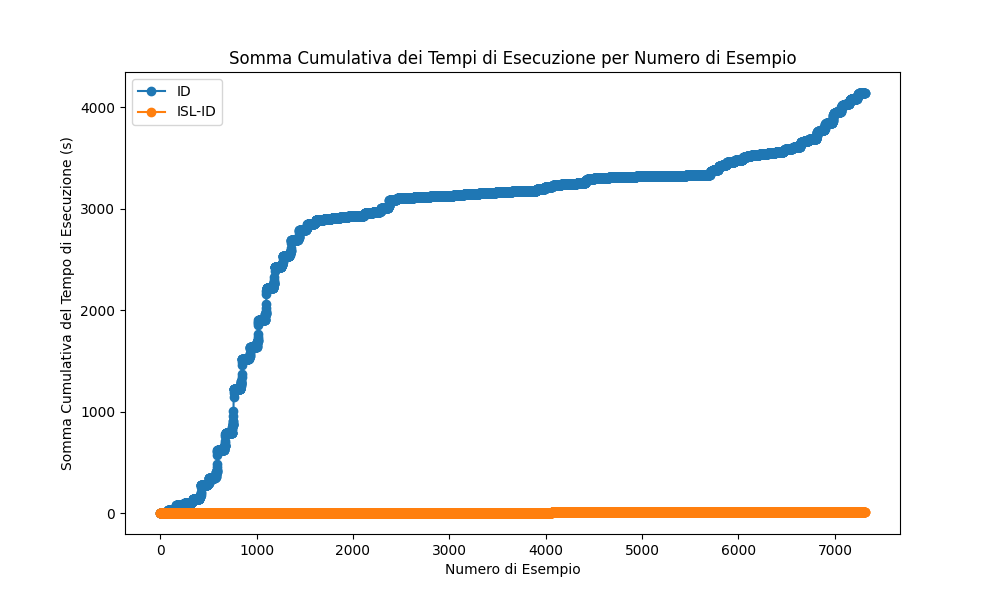 Somma Cumulativa dei Tempi di Esecuzione per Numero di Esempio
ID
ISL-ID
Somma Cumulativa del Tempo di Esecuzione (s)
4000
3000
2000
1000
0
0 1000 2000 3000 4000 5000 6000 7000
Numero di Esempio